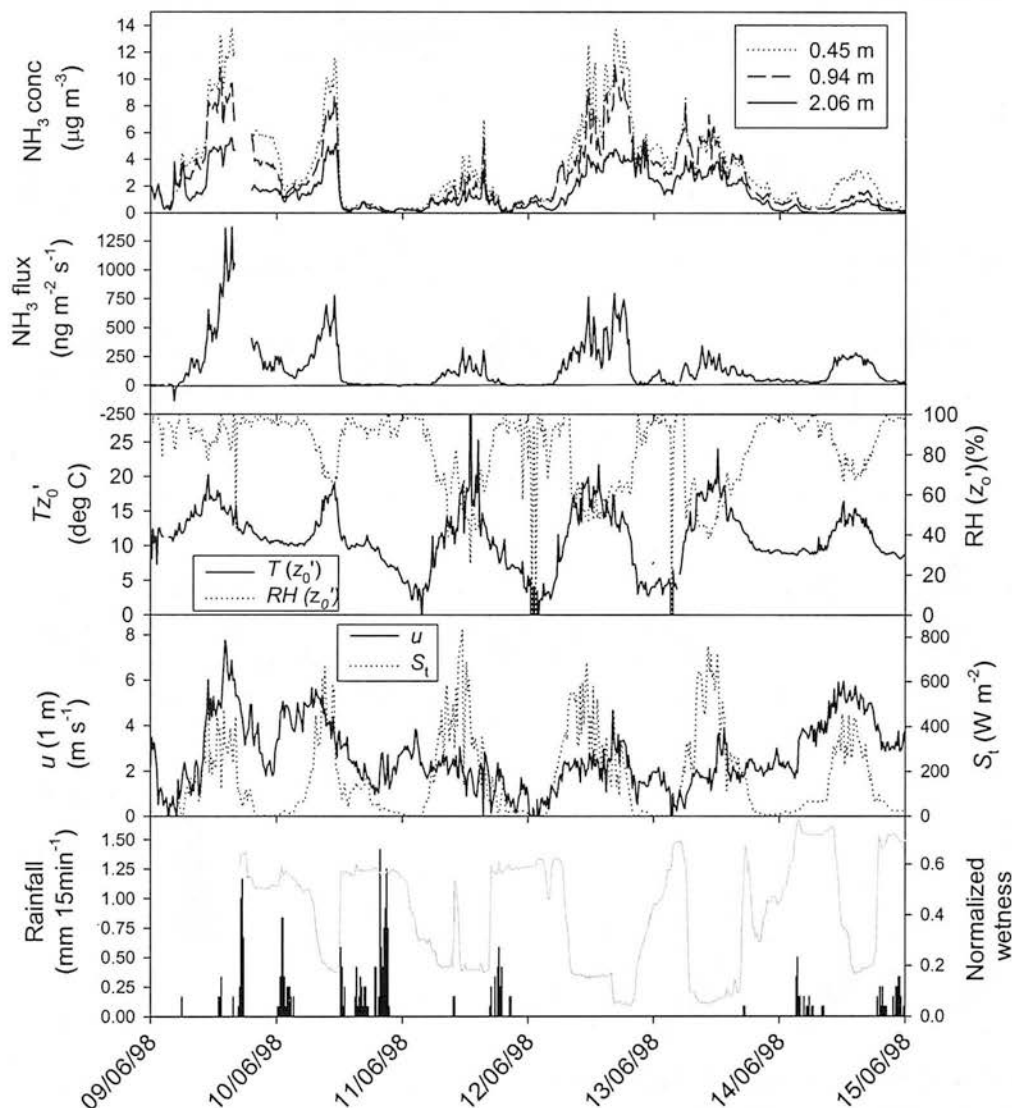 NH₃ conc
(μg m⁻³)
14
12
10
8
6
4
2
0
0.45 m
0.94 m
2.06 m
NH₃ flux
(ng m⁻² s⁻¹)
1250
1000
750
500
250
0
-250
Tz₀'
(deg C)
25
20
15
10
5
0
T (z₀')
RH (z₀')
100
80
60
40
20
0
RH (z₀')(%)
u (1 m)
(m s⁻¹)
8
6
4
2
0
u
Sₜ
800
600
400
200
0
Sₜ (W m⁻²)
Rainfall
(mm 15min⁻¹)
1.50
1.25
1.00
0.75
0.50
0.25
0.00
0.6
0.4
0.2
0.0
Normalized
wetness
09/06/98
10/06/98
11/06/98
12/06/98
13/06/98
14/06/98
15/06/98